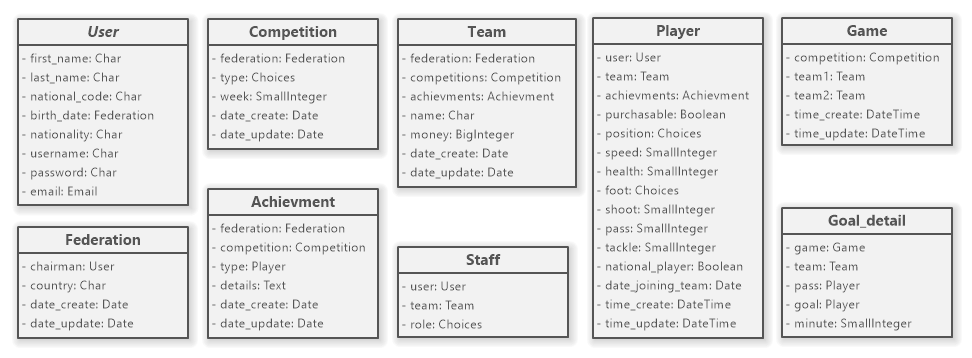 User
- first_name: Char
- last_name: Char
- national_code: Char
- birth_date: Federation
- nationality: Char
- username: Char
- password: Char
- email: Email
Federation
- chairman: User
- country: Char
- date_create: Date
- date_update: Date
Competition
- federation: Federation
- type: Choices
- week: SmallInteger
- date_create: Date
- date_update: Date
Achievment
- federation: Federation
- competition: Competition
- type: Player
- details: Text
- date_create: Date
- date_update: Date
Team
- federation: Federation
- competitions: Competition
- achievments: Achievment
- name: Char
- money: BigInteger
- date_create: Date
- date_update: Date
Staff
- user: User
- team: Team
- role: Choices
Player
- user: User
- team: Team
- achievments: Achievment
- purchasable: Boolean
- position: Choices
- speed: SmallInteger
- health: SmallInteger
- foot: Choices
- shoot: SmallInteger
- pass: SmallInteger
- tackle: SmallInteger
- national_player: Boolean
- date_joining_team: Date
- time_create: DateTime
- time_update: DateTime
Game
- competition: Competition
- team1: Team
- team2: Team
- time_create: DateTime
- time_update: DateTime
Goal_detail
- game: Game
- team: Team
- pass: Player
- goal: Player
- minute: SmallInteger